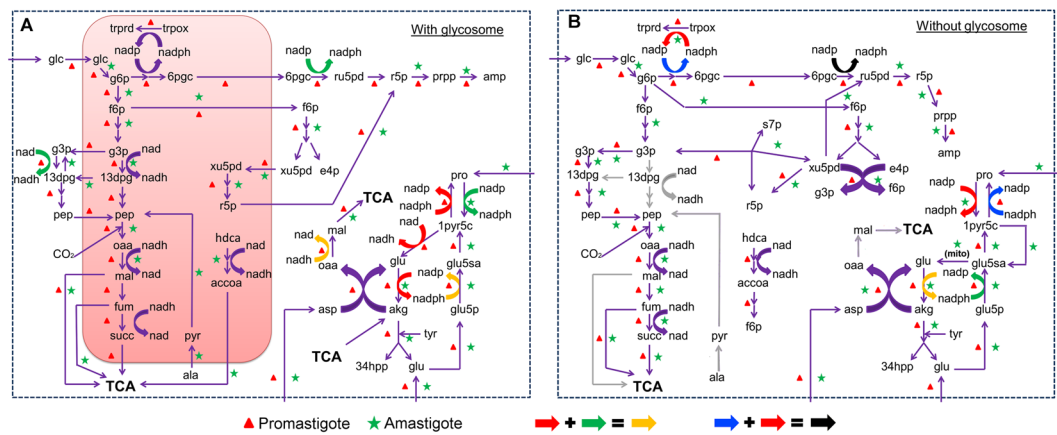 A
With glycosome
trprd
trpox
nadp
nadph
glc
glc
g6p
6pgc
nadp
nadph
6pgc
ru5pd
r5p
prpp
amp
f6p
f6p
g3p
g3p
nad
nad
nadh
nadh
13dpg
13dpg
xu5pd
xu5pd
e4p
pep
pep
r5p
TCA
pro
nadp
nadp
nadph
nadph
1pyr5c
CO₂
oaa
nadh
nad
mal
hdca
nad
nadh
accoa
nad
nadh
mal
oaa
nad
nadh
glu
nadp
nadph
glu5sa
fum
nadh
succ
nad
pyr
asp
akg
glu5p
tyr
TCA
34hpp
glu
ala
TCA
B
Without glycosome
trprd
trpox
nadp
nadph
glc
glc
g6p
6pgc
nadp
nadph
6pgc
ru5pd
r5p
f6p
f6p
prpp
amp
s7p
g3p
g3p
nad
nadh
13dpg
13dpg
xu5pd
e4p
g3p
f6p
r5p
pep
pep
pro
nadp
nadp
nadph
nadph
1pyr5c
CO₂
oaa
nadh
nad
mal
hdca
nad
nadh
accoa
f6p
mal
TCA
oaa
glu
(mito)
glu5sa
nadp
nadph
fum
nadh
succ
nad
pyr
asp
akg
glu5p
tyr
34hpp
glu
ala
TCA
Promastigote
Amastigote
+
=
+
=